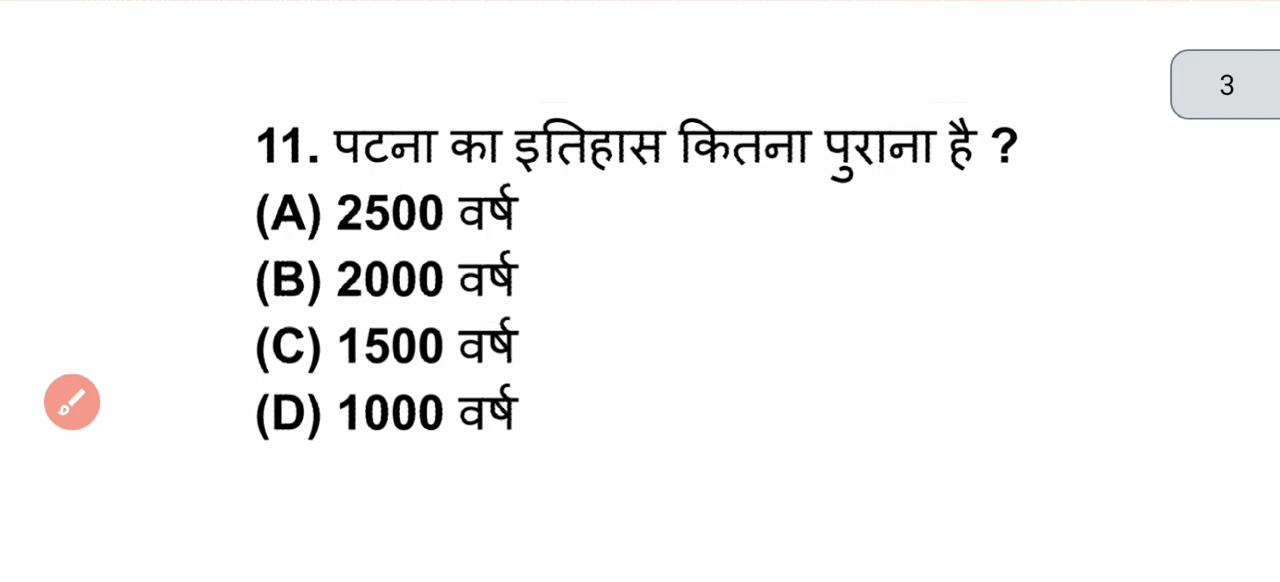 3
11. पटना का इतिहास कितना पुराना है ?
(A) 2500 वर्ष
(B) 2000 वर्ष
(C) 1500 वर्ष
(D) 1000 वर्ष